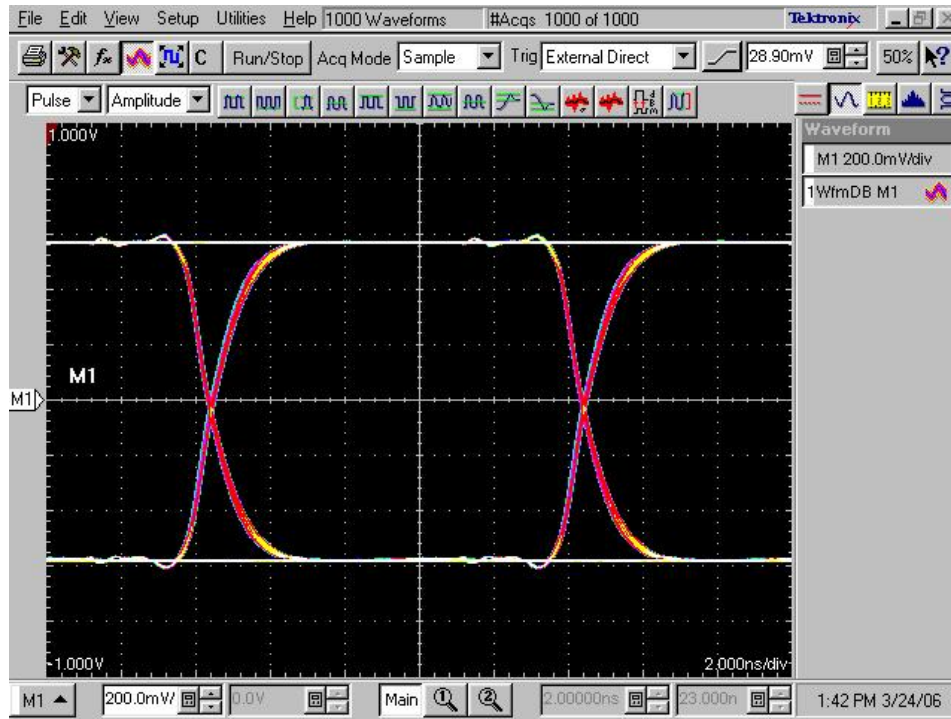 File Edit View Setup Utilities Help 1000 Waveforms #Acqs 1000 of 1000 Tektronix
C Run/Stop Acq Mode Sample Trig External Direct 28.90mV 50%
Pulse Amplitude
Waveform
1.000V
M1 200.0mV/div
1WfmDB M1
M1
M1
-1.000V 2.000ns/div
M1 200.0mV/ 0.0V Main 1 2 2.00000ns 23.000n 1:42 PM 3/24/06